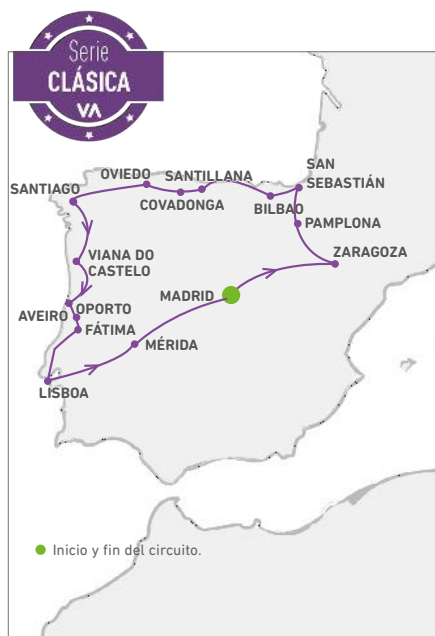 Serie
CLÁSICA
VA
OVIEDO
SANTILLANA
SAN
SEBASTIÁN
SANTIAGO
COVADONGA
BILBAO
PAMPLONA
VIANA DO
CASTELO
ZARAGOZA
MADRID
AVEIRO
OPORTO
FÁTIMA
MÉRIDA
LISBOA
Inicio y fin del circuito.